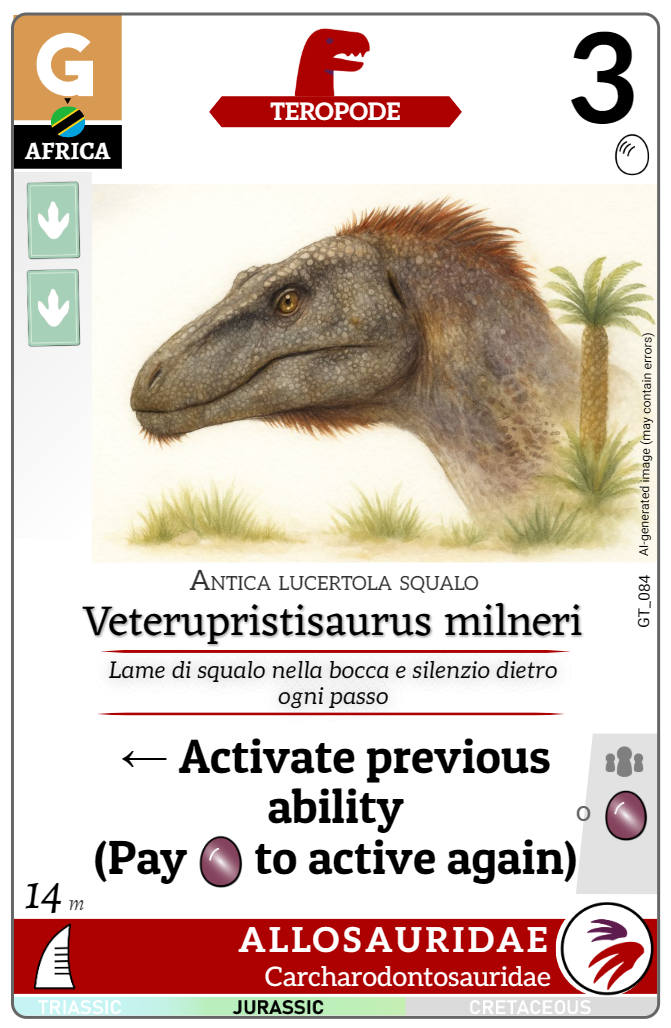 G
AFRICA
TEROPODE
3
AI-generated image (may contain errors)
GT_084
Antica lucertola squalo
Veterupristisaurus milneri
Lame di squalo nella bocca e silenzio dietro
ogni passo
← Activate previous
ability
(Pay to active again)
o
14 m
ALLOSAURIDAE
Carcharodontosauridae
TRIASSIC JURASSIC CRETACEOUS